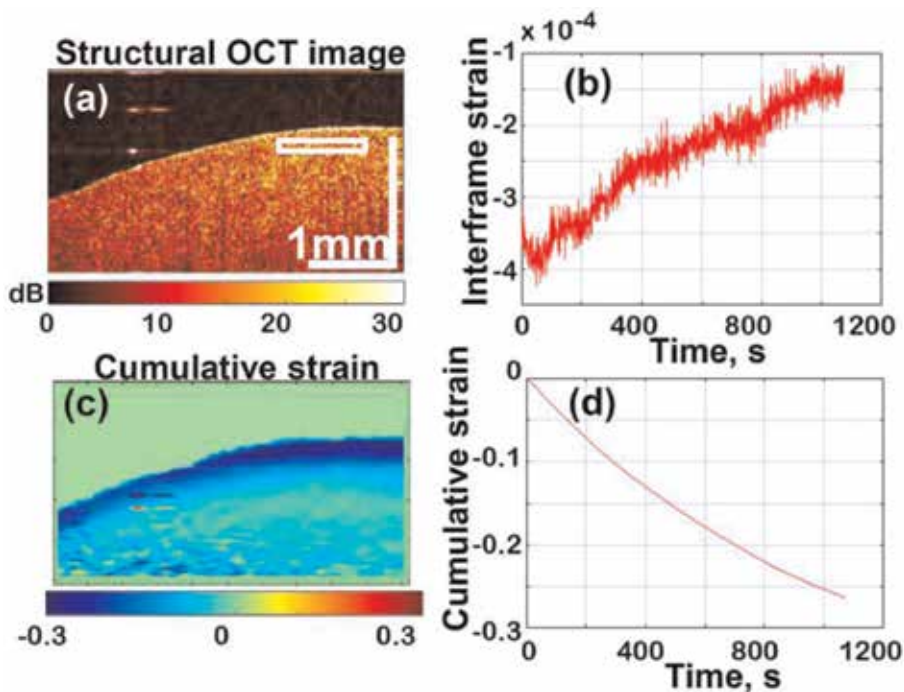 Structural OCT image
(a)
1mm
dB
0 10 20 30
× 10⁻⁴
(b)
Interframe strain
-1
-2
-3
-4
0 400 800 1200
Time, s
Cumulative strain
(c)
-0.3 0 0.3
(d)
Cumulative strain
0
-0.1
-0.2
-0.3
0 400 800 1200
Time, s